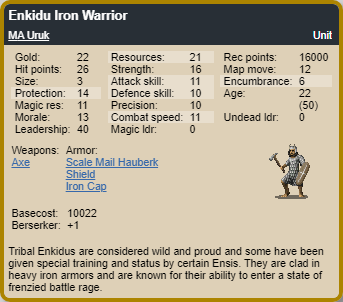 Enkidu Iron Warrior
MA Uruk Unit
Gold: 22 Resources: 21 Rec points: 16000
Hit points: 26 Strength: 16 Map move: 12
Size: 3 Attack skill: 11 Encumbrance: 6
Protection: 14 Defence skill: 10 Age: 22
Magic res: 11 Precision: 10 (50)
Morale: 13 Combat speed: 11 Undead ldr: 0
Leadership: 40 Magic ldr: 0
Weapons: Armor:
Axe Scale Mail Hauberk
Shield
Iron Cap
Basecost: 10022
Berserker: +1
Tribal Enkidus are considered wild and proud and some have been
given special training and status by certain Ensis. They are clad in
heavy iron armors and are known for their ability to enter a state of
frenzied battle rage.